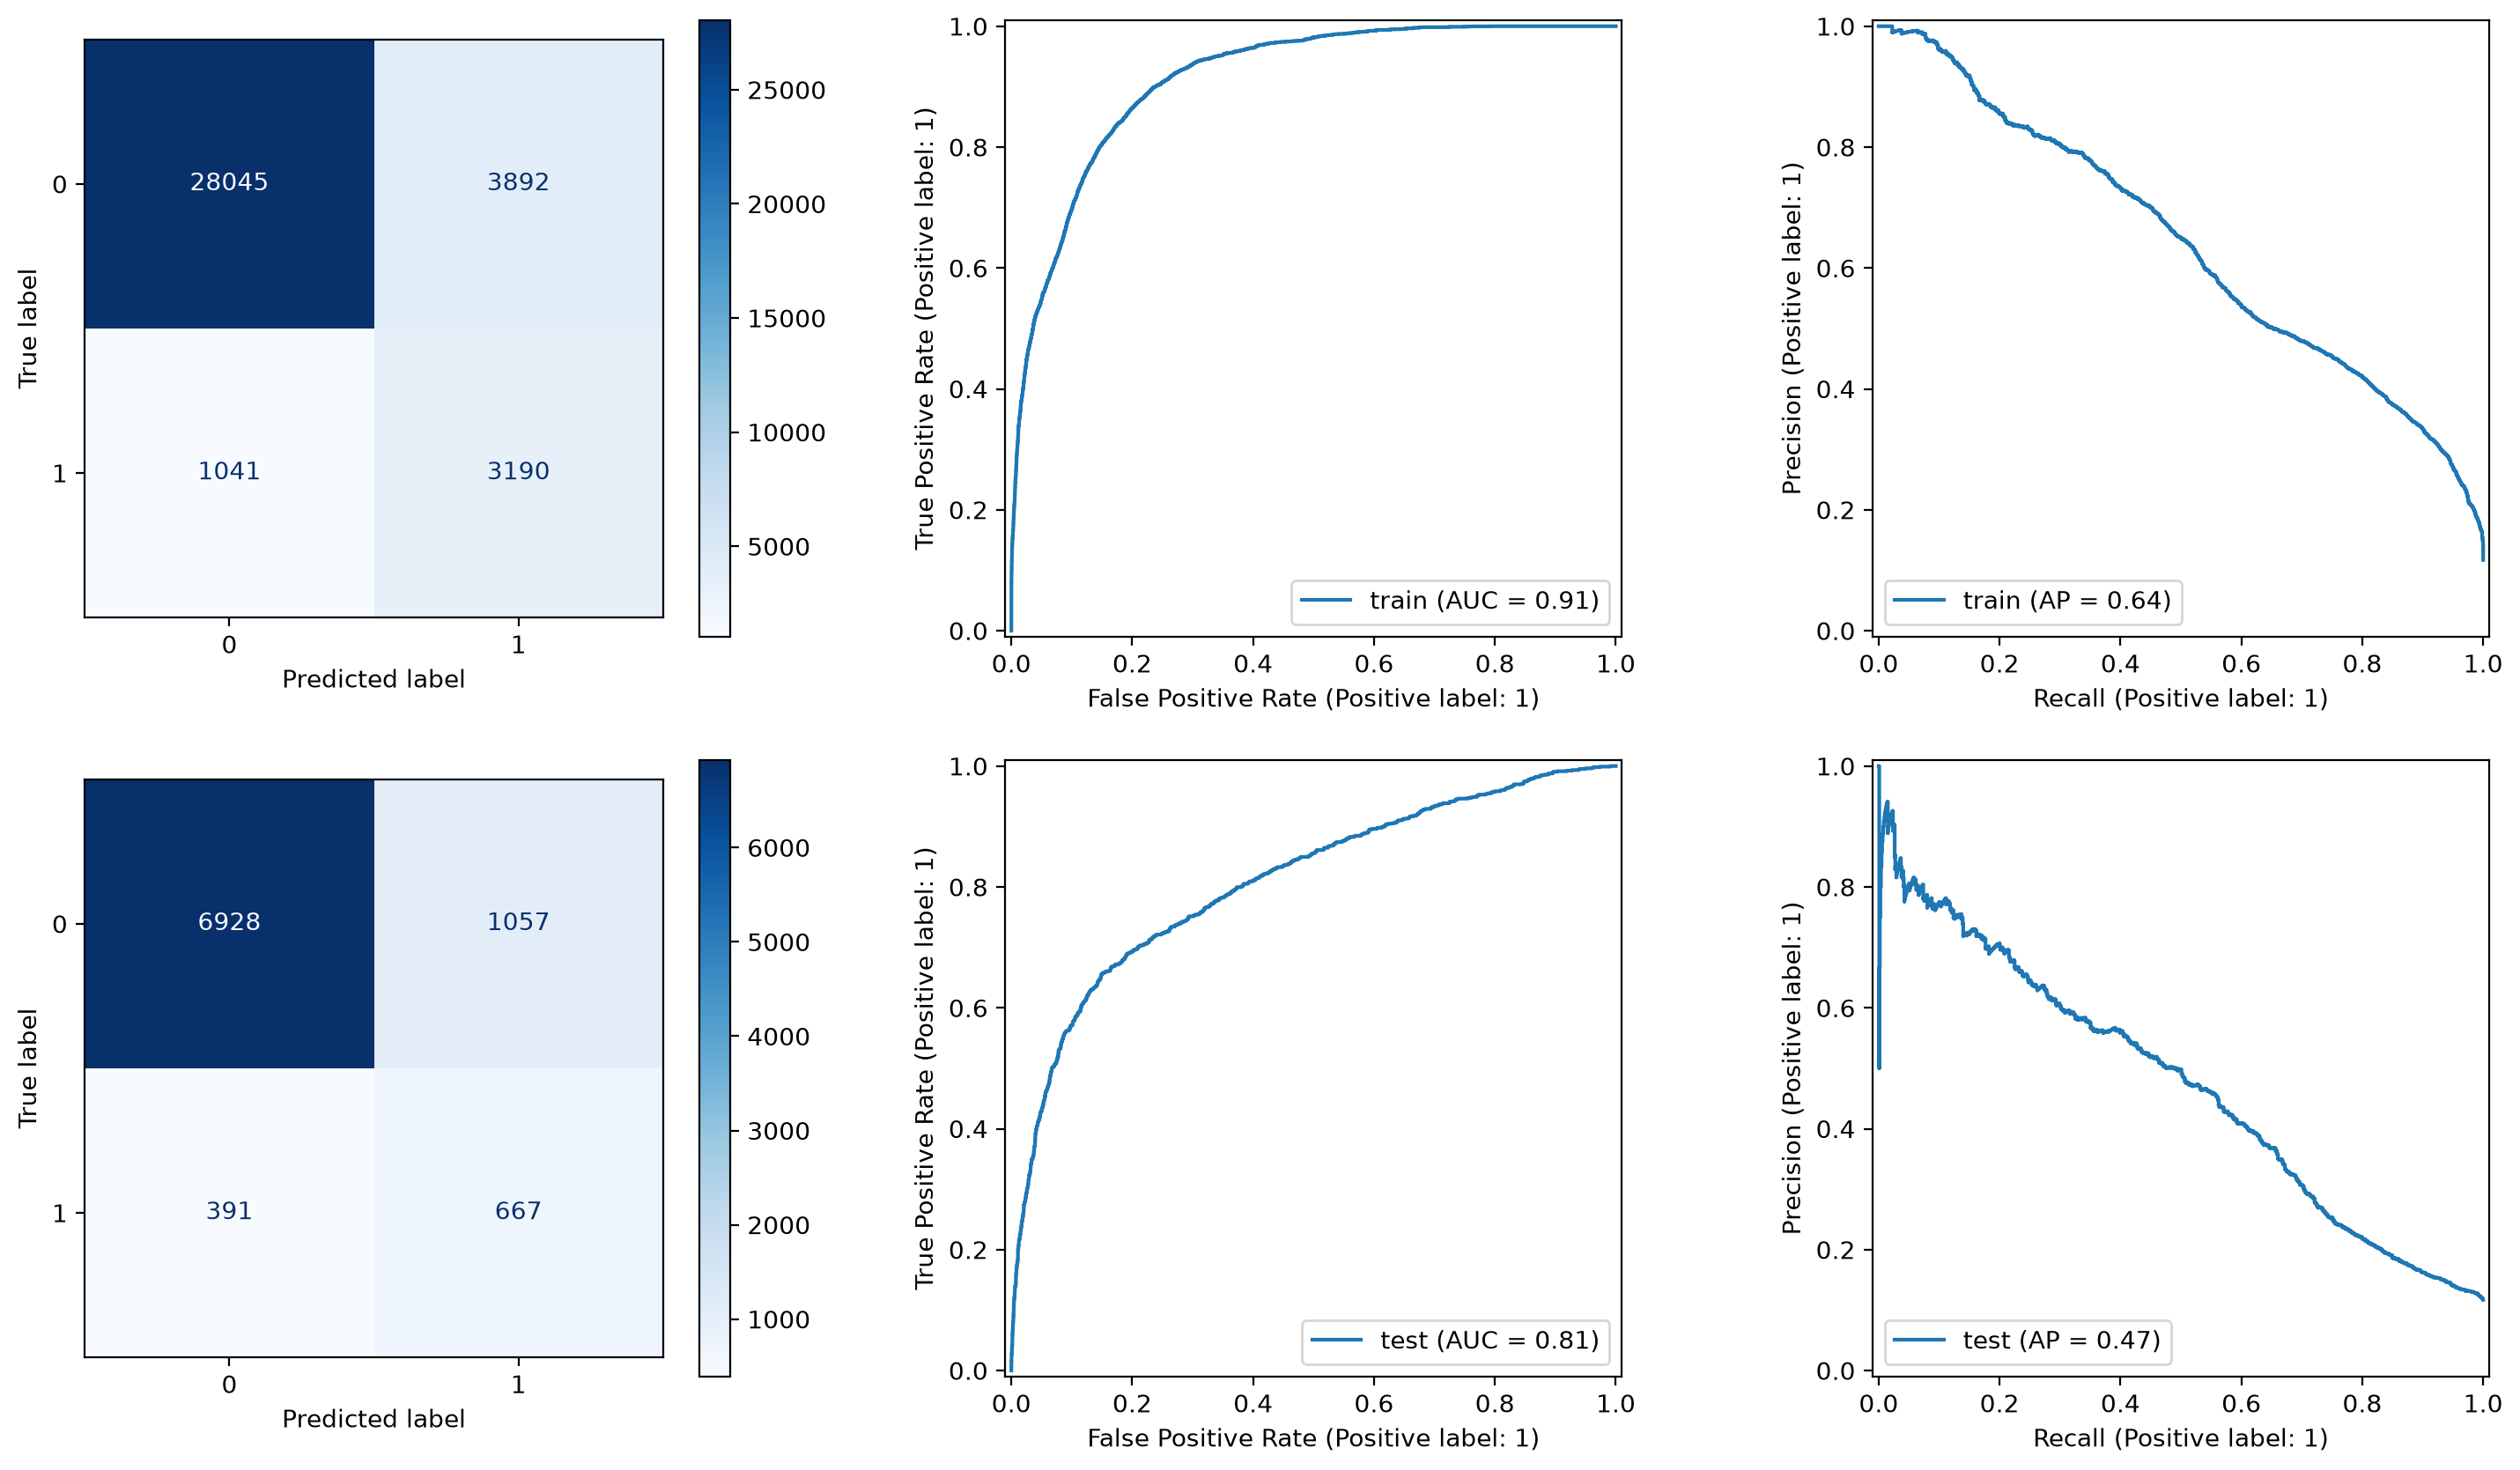 True label
0
1
28045
3892
1041
3190
0
1
Predicted label
25000
20000
15000
10000
5000
True Positive Rate (Positive label: 1)
1.0
0.8
0.6
0.4
0.2
0.0
train (AUC = 0.91)
0.0 0.2 0.4 0.6 0.8 1.0
False Positive Rate (Positive label: 1)
Precision (Positive label: 1)
1.0
0.8
0.6
0.4
0.2
0.0
train (AP = 0.64)
0.0 0.2 0.4 0.6 0.8 1.0
Recall (Positive label: 1)
True label
0
1
6928
1057
391
667
0
1
Predicted label
6000
5000
4000
3000
2000
1000
True Positive Rate (Positive label: 1)
1.0
0.8
0.6
0.4
0.2
0.0
test (AUC = 0.81)
0.0 0.2 0.4 0.6 0.8 1.0
False Positive Rate (Positive label: 1)
Precision (Positive label: 1)
1.0
0.8
0.6
0.4
0.2
0.0
test (AP = 0.47)
0.0 0.2 0.4 0.6 0.8 1.0
Recall (Positive label: 1)